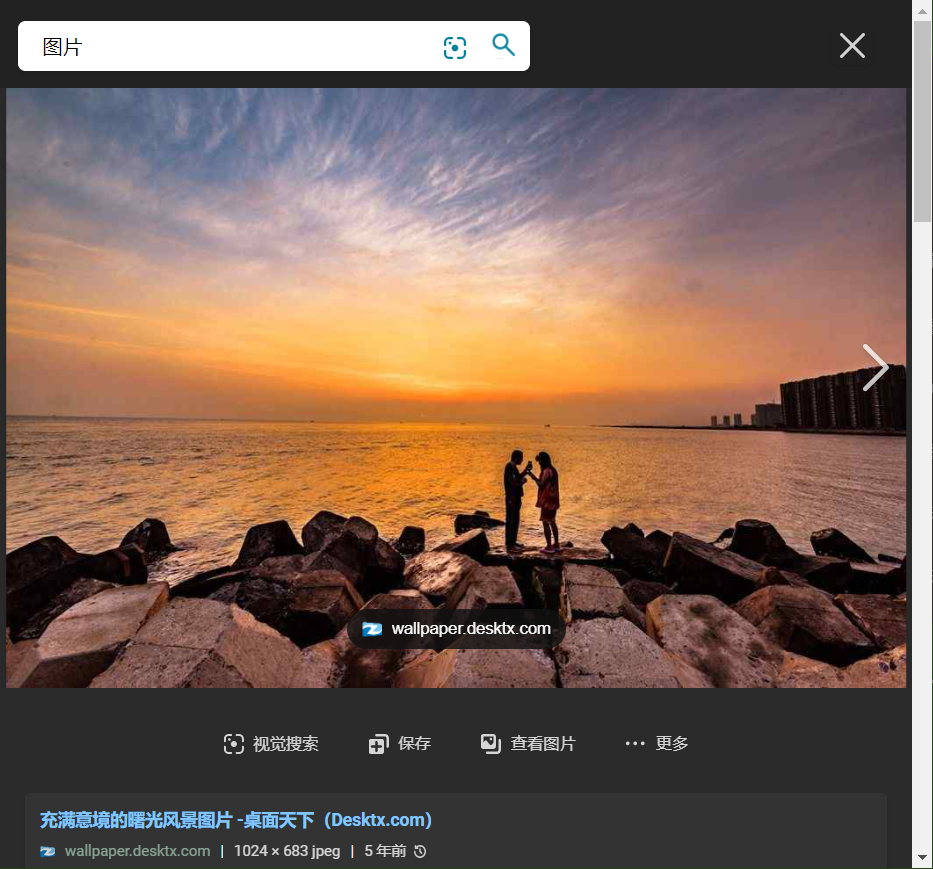 图片
wallpaper.desktx.com
视觉搜索 保存 查看图片 更多
充满意境的曙光风景图片 -桌面天下（Desktx.com）
wallpaper.desktx.com | 1024 × 683 jpeg | 5 年前